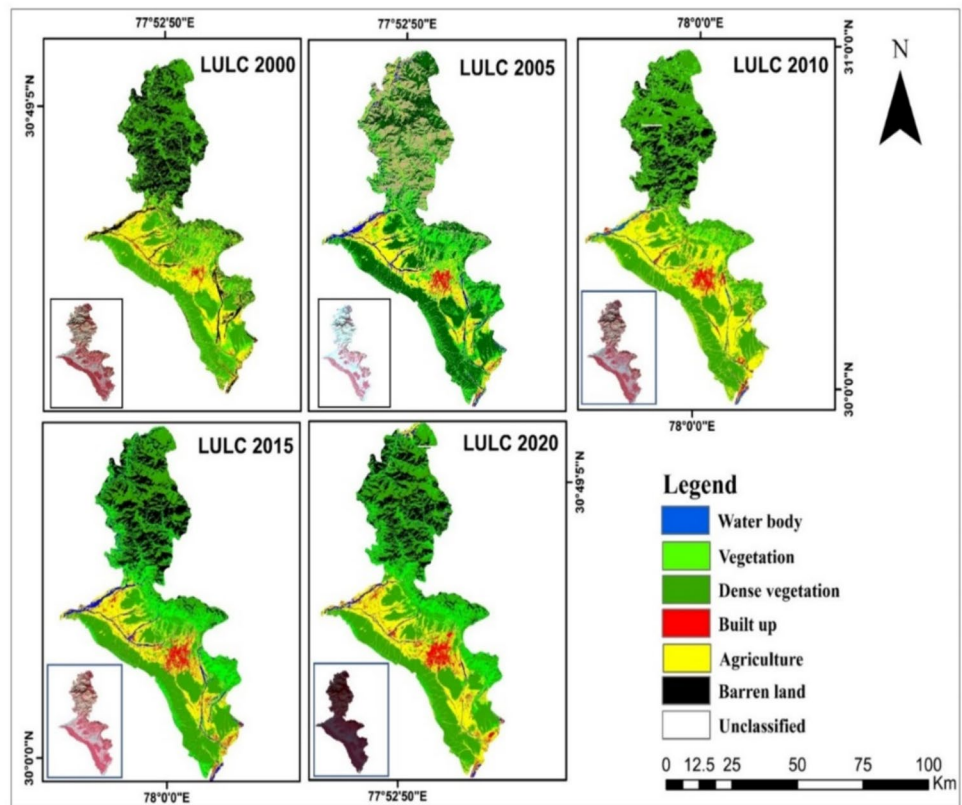 77°52'50"E
77°52'50"E
78°0'0"E
N
LULC 2000
LULC 2005
LULC 2010
30°49'5"N
31°0'0"N
30°0'0"N
78°0'0"E
LULC 2015
LULC 2020
30°49'5"N
30°0'0"N
78°0'0"E
77°52'50"E
Legend
Water body
Vegetation
Dense vegetation
Built up
Agriculture
Barren land
Unclassified
0 12.5 25 50 75 100
Km